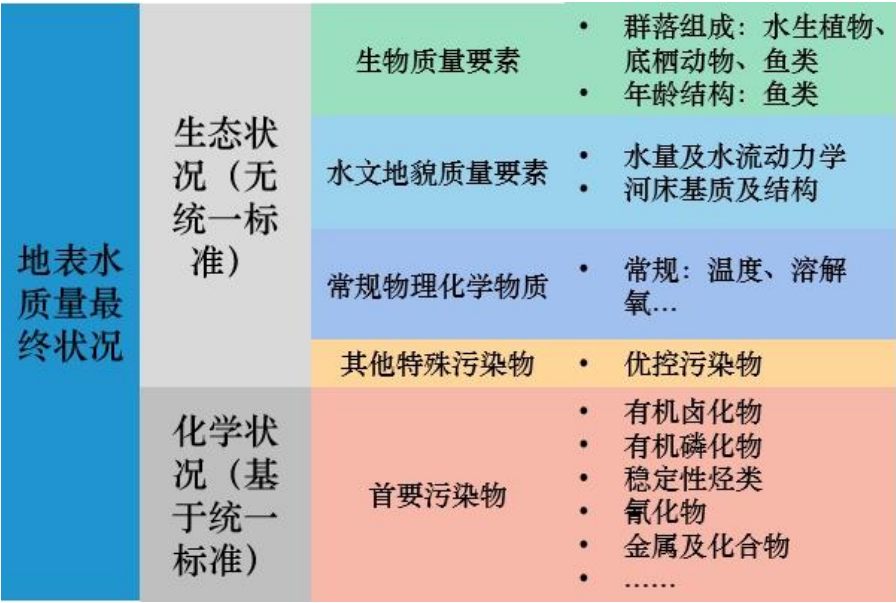 地表水
质量最
终状况
生态状
况（无
统一标
准）
生物质量要素
• 群落组成：水生植物、
底栖动物、鱼类
• 年龄结构：鱼类
水文地貌质量要素
• 水量及水流动力学
• 河床基质及结构
常规物理化学物质
• 常规：温度、溶解
氧...
其他特殊污染物
• 优控污染物
化学状
况（基
于统一
标准）
首要污染物
• 有机卤化物
• 有机磷化物
• 稳定性烃类
• 氰化物
• 金属及化合物
• ......